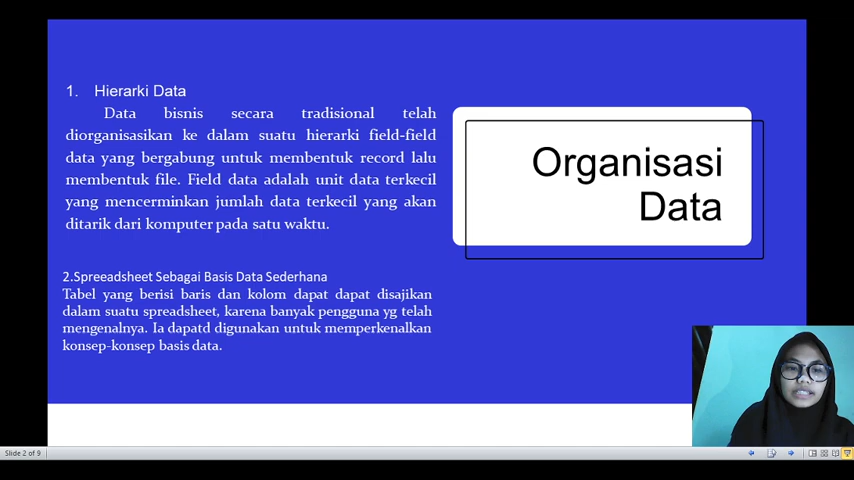 1. Hierarki Data
Data bisnis secara tradisional telah
diorganisasikan ke dalam suatu hierarki field-field
data yang bergabung untuk membentuk record lalu
membentuk file. Field data adalah unit data terkecil
yang mencerminkan jumlah data terkecil yang akan
ditarik dari komputer pada satu waktu.
2.Spreeadsheet Sebagai Basis Data Sederhana
Tabel yang berisi baris dan kolom dapat dapat disajikan
dalam suatu spreadsheet, karena banyak pengguna yg telah
mengenalnya. Ia dapatd digunakan untuk memperkenalkan
konsep-konsep basis data.
Organisasi
Data
Slide 2 of 9